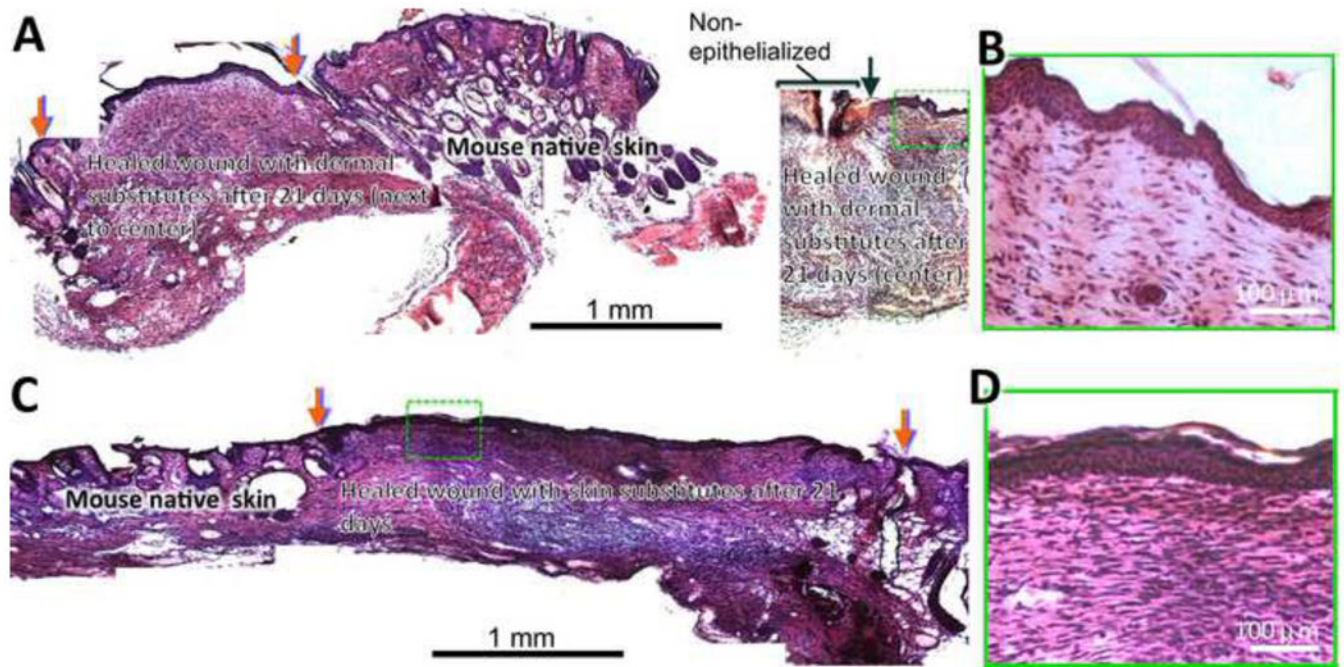 A
Non-
epithelialized
B
Healed wound with dermal
substitutes after 21 days (next
to center)
Mouse native skin
Healed wound (
with dermal
substitutes after
21 days (center)
1 mm
100 μm
C
D
Mouse native skin
Healed wound with skin substitutes after 21
days
1 mm
100 μm